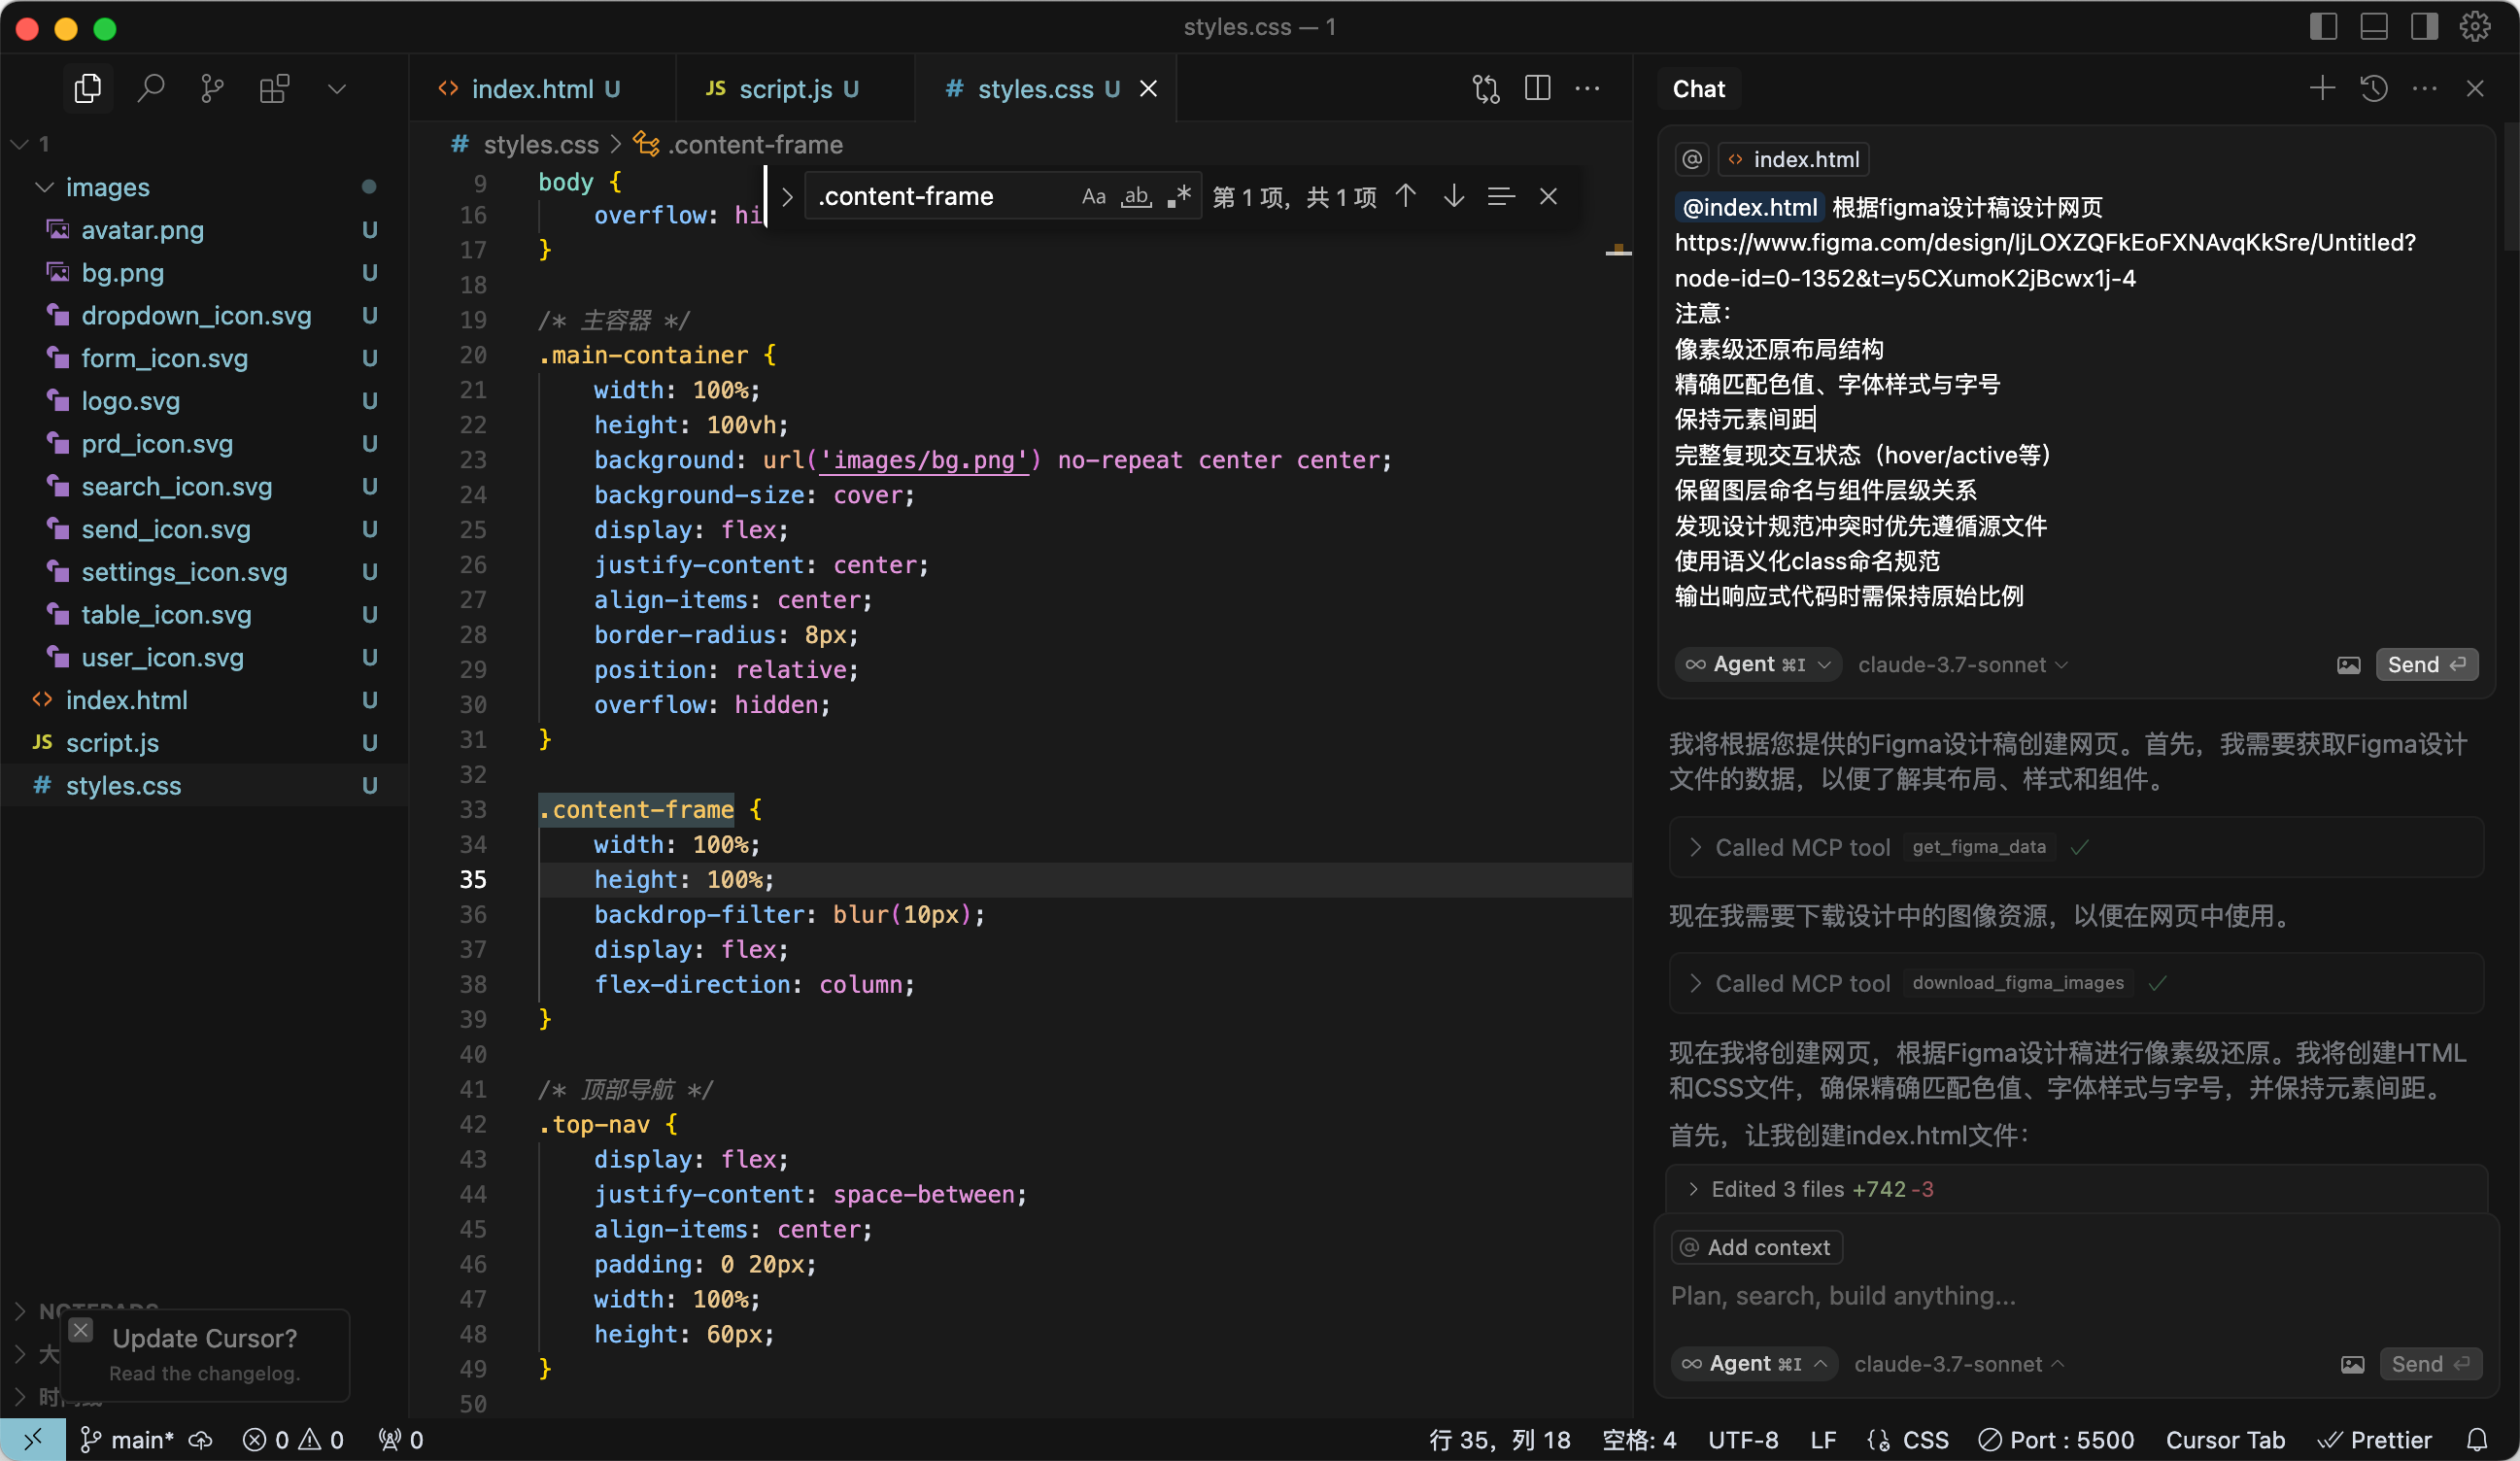 styles.css — 1
1
images
avatar.png U
bg.png U
dropdown_icon.svg U
form_icon.svg U
logo.svg U
prd_icon.svg U
search_icon.svg U
send_icon.svg U
settings_icon.svg U
table_icon.svg U
user_icon.svg U
<> index.html U
JS script.js U
# styles.css U
Update Cursor?
Read the changelog.
<> index.html U
JS script.js U
# styles.css U
# styles.css > .content-frame
.content-frame
Aa ab .* 第 1 项，共 1 项
9 body {
16 overflow: hi
17 }
18
19 /* 主容器 */
20 .main-container {
21 width: 100%;
22 height: 100vh;
23 background: url('images/bg.png') no-repeat center center;
24 background-size: cover;
25 display: flex;
26 justify-content: center;
27 align-items: center;
28 border-radius: 8px;
29 position: relative;
30 overflow: hidden;
31 }
32
33 .content-frame {
34 width: 100%;
35 height: 100%;
36 backdrop-filter: blur(10px);
37 display: flex;
38 flex-direction: column;
39 }
40
41 /* 顶部导航 */
42 .top-nav {
43 display: flex;
44 justify-content: space-between;
45 align-items: center;
46 padding: 0 20px;
47 width: 100%;
48 height: 60px;
49 }
50
Chat
@ <> index.html
@index.html 根据figma设计稿设计网页
https://www.figma.com/design/IjLOXZQFkEoFXNAvqKkSre/Untitled?
node-id=0-1352&t=y5CXumoK2jBcwx1j-4
注意：
像素级还原布局结构
精确匹配色值、字体样式与字号
保持元素间距
完整复现交互状态（hover/active等）
保留图层命名与组件层级关系
发现设计规范冲突时优先遵循源文件
使用语义化class命名规范
输出响应式代码时需保持原始比例
∞ Agent ⌘I claude-3.7-sonnet Send
我将根据您提供的Figma设计稿创建网页。首先，我需要获取Figma设计
文件的数据，以便了解其布局、样式和组件。
Called MCP tool get_figma_data
现在我需要下载设计中的图像资源，以便在网页中使用。
Called MCP tool download_figma_images
现在我将创建网页，根据Figma设计稿进行像素级还原。我将创建HTML
和CSS文件，确保精确匹配色值、字体样式与字号，并保持元素间距。
首先，让我创建index.html文件：
Edited 3 files +742 -3
@ Add context
Plan, search, build anything...
∞ Agent ⌘I claude-3.7-sonnet Send
main* 0 0 0
行 35，列 18 空格: 4 UTF-8 LF CSS Port : 5500 Cursor Tab Prettier